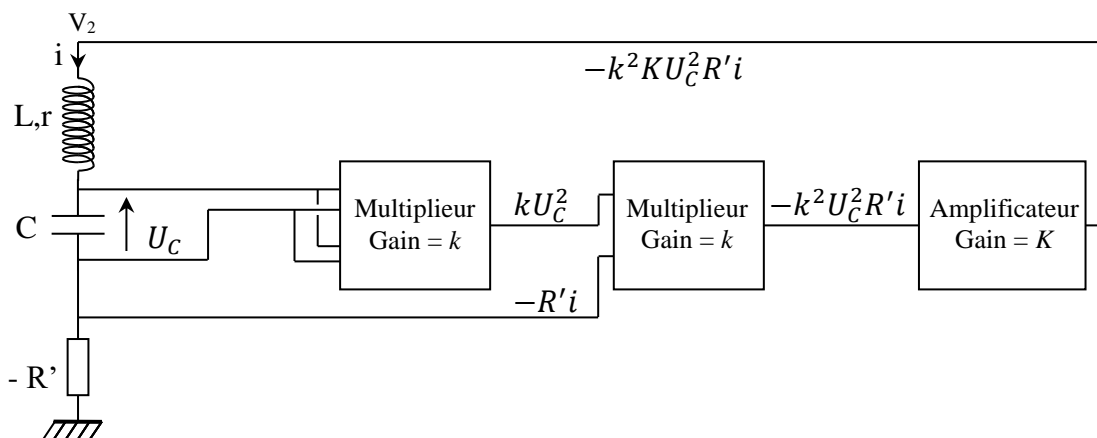 V₂
i
−k²KU_C²R′i
L,r
C
U_C
Multiplieur
Gain = k
kU_C²
Multiplieur
Gain = k
−k²U_C²R′i
Amplificateur
Gain = K
−R′i
- R’